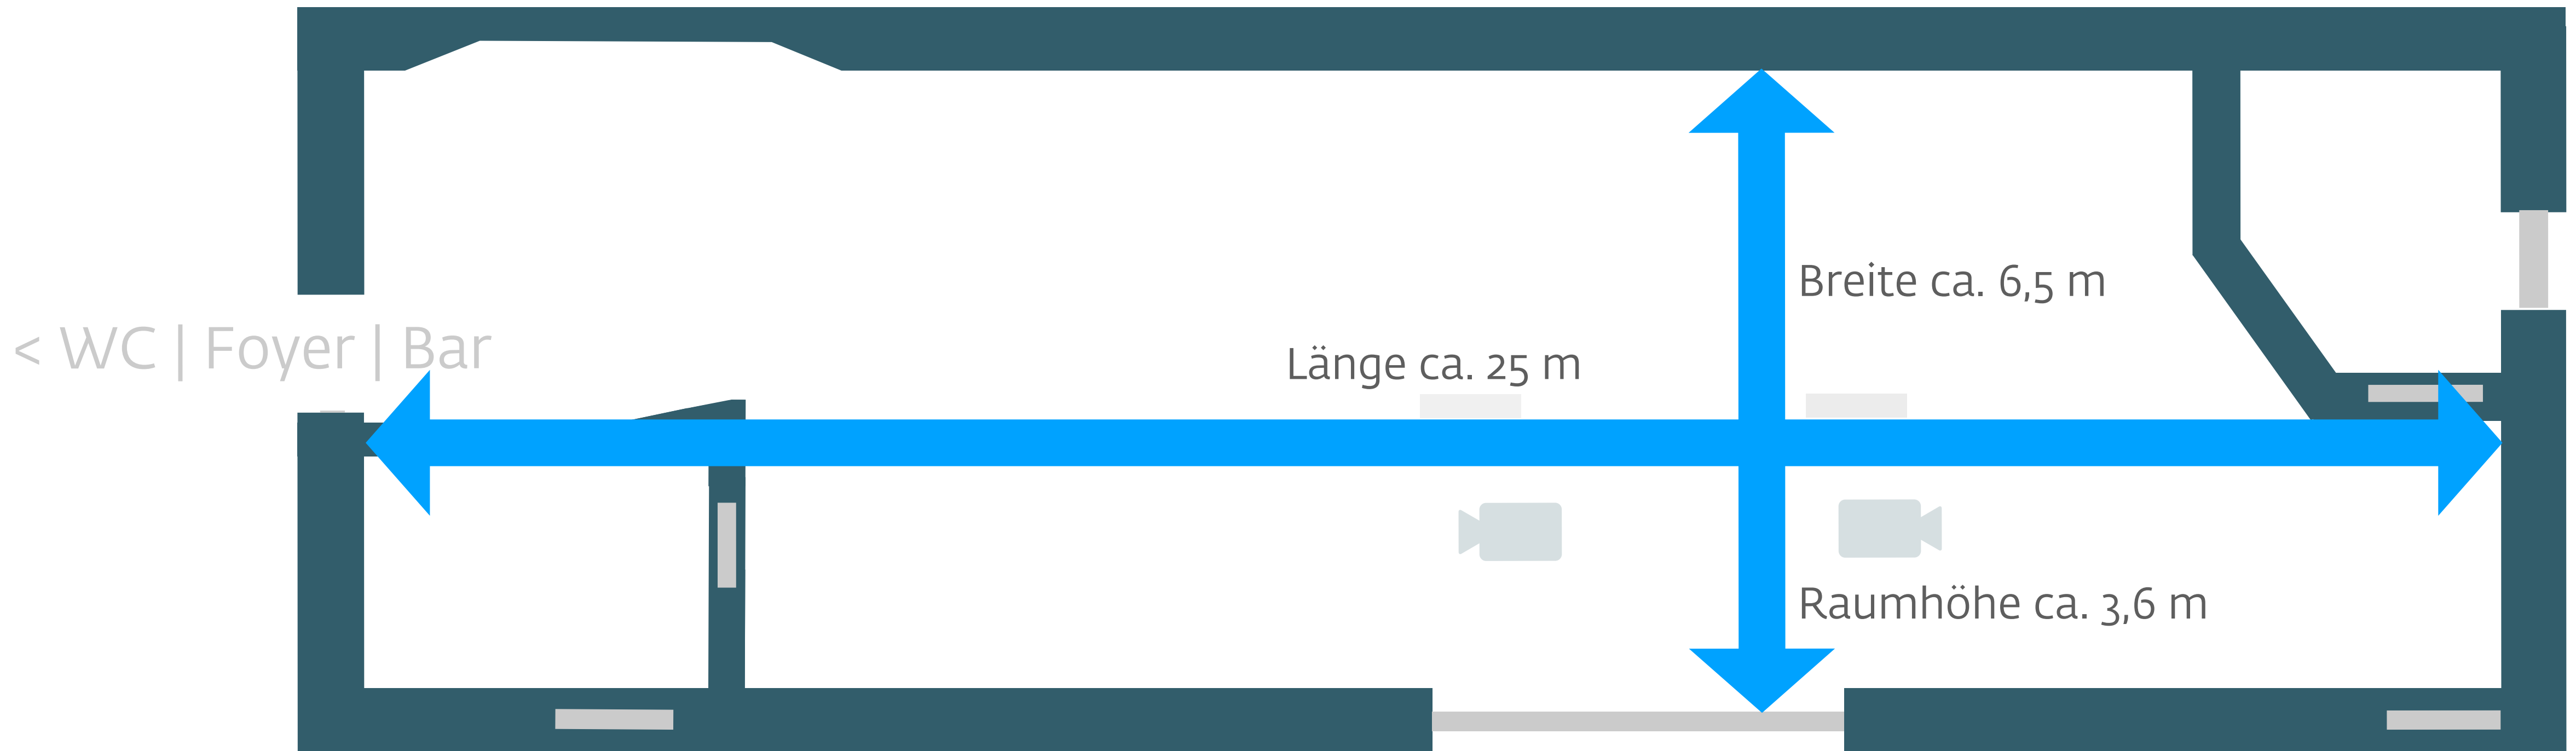 Breite ca. 6,5 m
< WC | Foyer | Bar
Länge ca. 25 m
Raumhöhe ca. 3,6 m